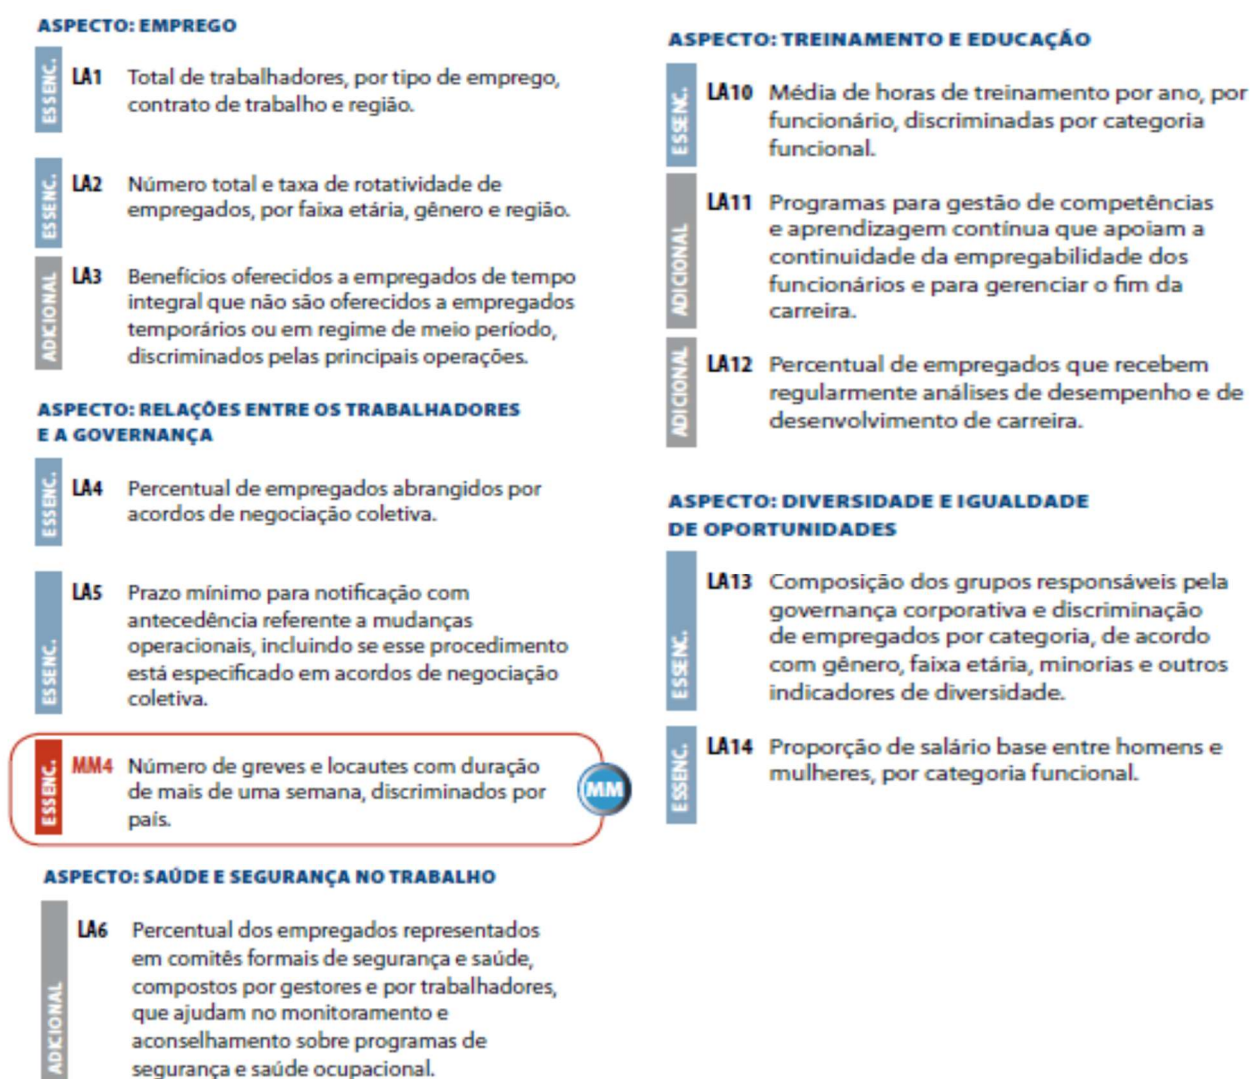 ASPECTO: EMPREGO
ESSENC.
LA1 Total de trabalhadores, por tipo de emprego,
contrato de trabalho e região.
ESSENC.
LA2 Número total e taxa de rotatividade de
empregados, por faixa etária, gênero e região.
ADICIONAL
LA3 Benefícios oferecidos a empregados de tempo
integral que não são oferecidos a empregados
temporários ou em regime de meio período,
discriminados pelas principais operações.
ASPECTO: RELAÇÕES ENTRE OS TRABALHADORES
E A GOVERNANÇA
ESSENC.
LA4 Percentual de empregados abrangidos por
acordos de negociação coletiva.
ESSENC.
LA5 Prazo mínimo para notificação com
antecedência referente a mudanças
operacionais, incluindo se esse procedimento
está especificado em acordos de negociação
coletiva.
ESSENC.
MM4 Número de greves e locautes com duração
de mais de uma semana, discriminados por
país.
MM
ASPECTO: SAÚDE E SEGURANÇA NO TRABALHO
ADICIONAL
LA6 Percentual dos empregados representados
em comitês formais de segurança e saúde,
compostos por gestores e por trabalhadores,
que ajudam no monitoramento e
aconselhamento sobre programas de
segurança e saúde ocupacional.
ASPECTO: TREINAMENTO E EDUCAÇÃO
ESSENC.
LA10 Média de horas de treinamento por ano, por
funcionário, discriminadas por categoria
funcional.
ADICIONAL
LA11 Programas para gestão de competências
e aprendizagem contínua que apoiam a
continuidade da empregabilidade dos
funcionários e para gerenciar o fim da
carreira.
ADICIONAL
LA12 Percentual de empregados que recebem
regularmente análises de desempenho e de
desenvolvimento de carreira.
ASPECTO: DIVERSIDADE E IGUALDADE
DE OPORTUNIDADES
ESSENC.
LA13 Composição dos grupos responsáveis pela
governança corporativa e discriminação
de empregados por categoria, de acordo
com gênero, faixa etária, minorias e outros
indicadores de diversidade.
ESSENC.
LA14 Proporção de salário base entre homens e
mulheres, por categoria funcional.